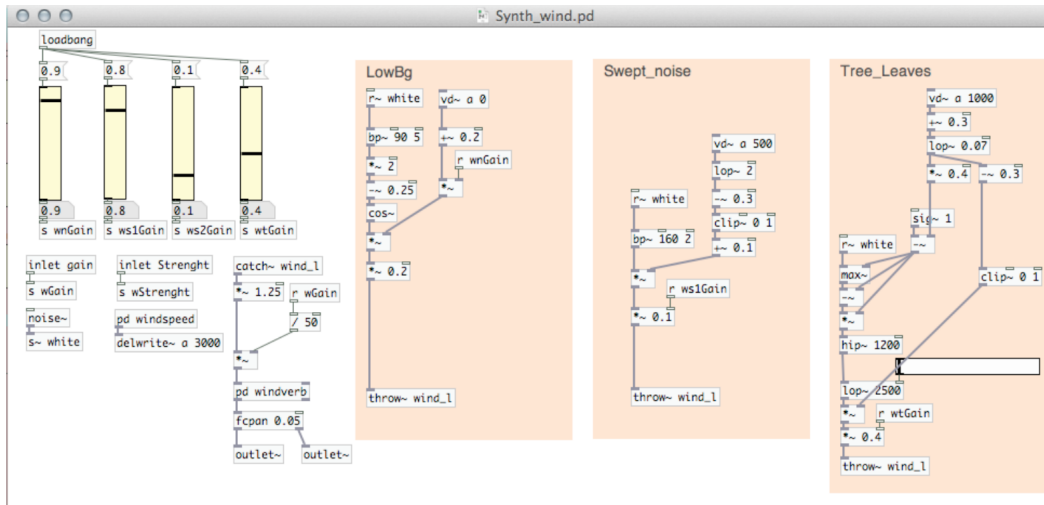 Synth_wind.pd
loadbang
0.9
0.8
0.1
0.4
0.9
0.8
0.1
0.4
s wnGain
s ws1Gain
s ws2Gain
s wtGain
inlet gain
s wGain
noise~
s~ white
inlet Strenght
s wStrenght
pd windspeed
delwrite~ a 3000
catch~ wind_l
*~ 1.25
r wGain
/ 50
*~
pd windverb
fcpan 0.05
outlet~
outlet~
LowBg
r~ white
vd~ a 0
bp~ 90 5
+~ 0.2
*~ 2
r wnGain
-~ 0.25
*~
cos~
*~
*~ 0.2
throw~ wind_l
Swept_noise
vd~ a 500
lop~ 2
r~ white
-~ 0.3
clip~ 0 1
bp~ 160 2
+~ 0.1
*~
r ws1Gain
*~ 0.1
throw~ wind_l
Tree_Leaves
vd~ a 1000
+~ 0.3
lop~ 0.07
*~ 0.4
-~ 0.3
sig~ 1
r~ white
-~
max~
clip~ 0 1
-~
*~
hip~ 1200
lop~ 2500
*~
r wtGain
*~ 0.4
throw~ wind_l